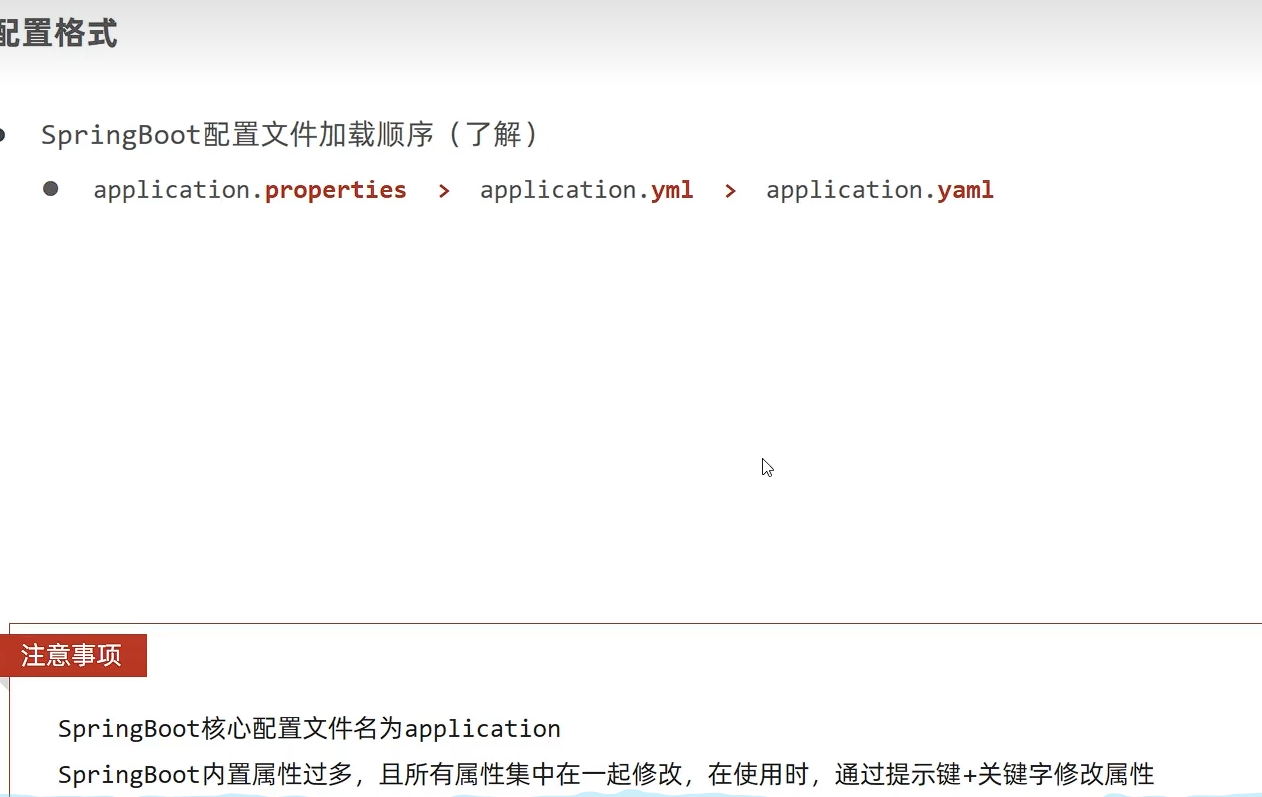 配置格式
SpringBoot配置文件加载顺序（了解）
application.properties > application.yml > application.yaml
注意事项
SpringBoot核心配置文件名为application
SpringBoot内置属性过多，且所有属性集中在一起修改，在使用时，通过提示键+关键字修改属性